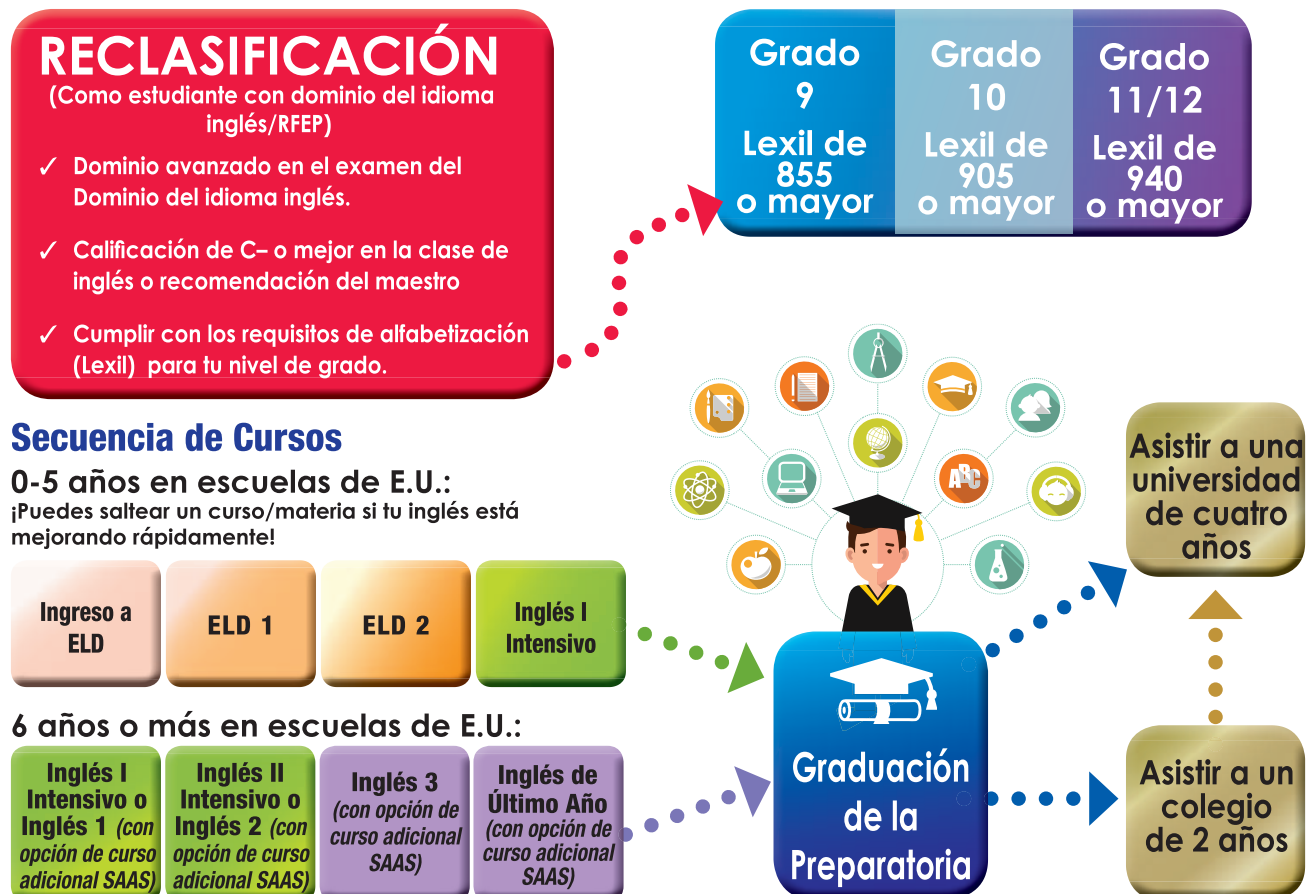 RECLASIFICACIÓN
(Como estudiante con dominio del idioma
inglés/RFEP)
✓ Dominio avanzado en el examen del
Dominio del idioma inglés.
✓ Calificación de C– o mejor en la clase de
inglés o recomendación del maestro
✓ Cumplir con los requisitos de alfabetización
(Lexil) para tu nivel de grado.
Grado
9
Lexil de
855
o mayor
Grado
10
Lexil de
905
o mayor
Grado
11/12
Lexil de
940
o mayor
Secuencia de Cursos
0-5 años en escuelas de E.U.:
¡Puedes saltear un curso/materia si tu inglés está
mejorando rápidamente!
Ingreso a
ELD
ELD 1
ELD 2
Inglés I
Intensivo
6 años o más en escuelas de E.U.:
Inglés I
Intensivo o
Inglés 1 (con
opción de curso
adicional SAAS)
Inglés II
Intensivo o
Inglés 2 (con
opción de curso
adicional SAAS)
Inglés 3
(con opción de
curso adicional
SAAS)
Inglés de
Último Año
(con opción de
curso adicional
SAAS)
ABC
Graduación
de la
Preparatoria
Asistir a una
universidad
de cuatro
años
Asistir a un
colegio
de 2 años